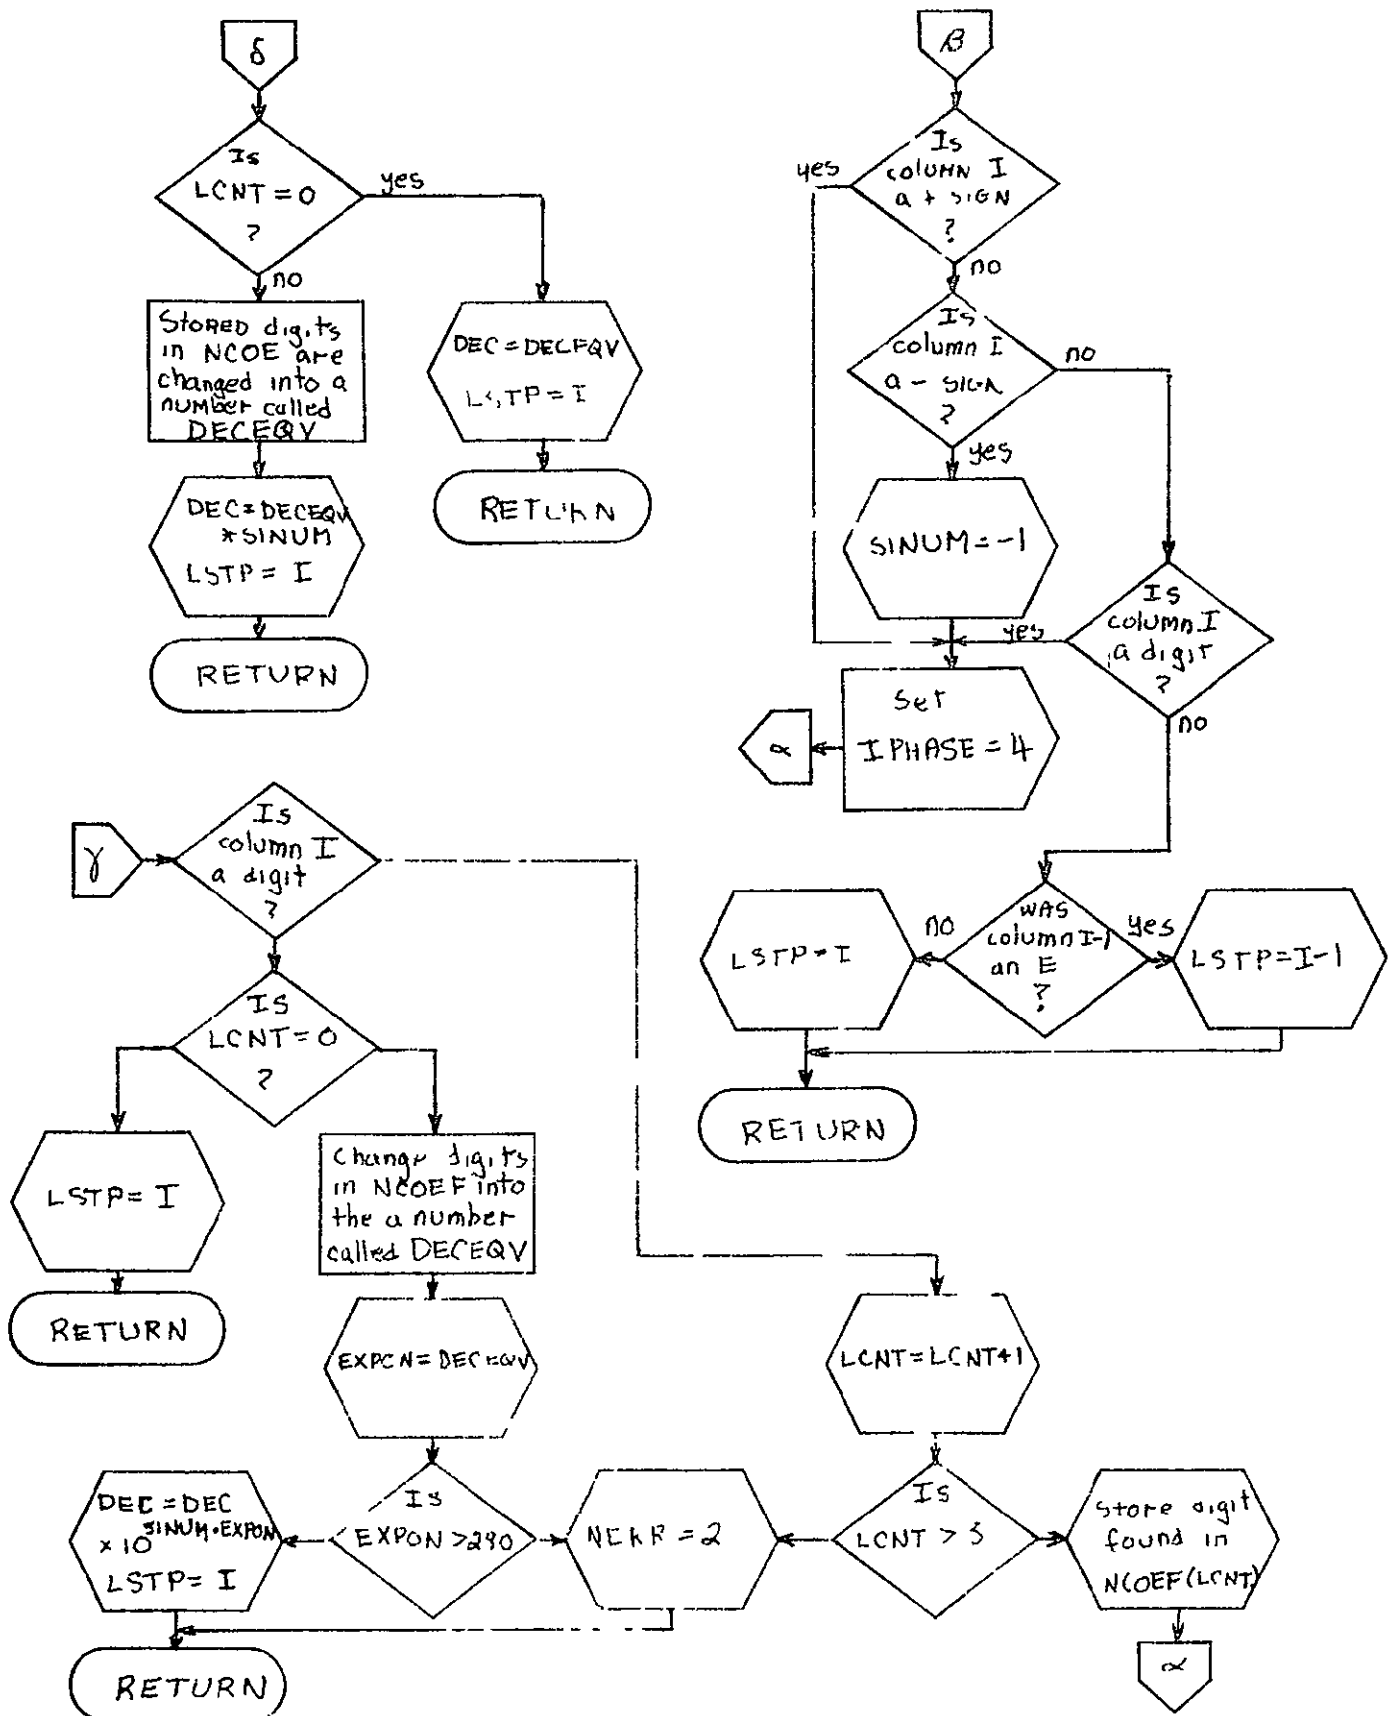 δ
Is
LCNT = 0
?
yes
no
STORED digits
in NCOE are
changed into a
number called
DECEQV
DEC = DECEQV
* SINUM
LSTP = I
RETURN
DEC = DECEQV
LSTP = I
RETURN
β
Is
column I
a + SIGN
?
yes
no
Is
column I
a - SIGN
?
no
yes
SINUM = -1
Is
column I
a digit
?
yes
no
Set
IPHASE = 4
α
WAS
column I-1
an E
?
no
yes
LSTP = I
LSTP = I-1
RETURN
γ
Is
column I
a digit
?
IS
LCNT = 0
?
LSTP = I
RETURN
Change digits
in NCOEF into
the a number
called DECEQV
EXPON = DECEQV
LCNT = LCNT+1
Is
EXPON >290
DEC = DEC
× 10 SINUM·EXPON
LSTP = I
RETURN
NERR = 2
Is
LCNT > 3
Store digit
found in
NCOEF(LCNT)
α